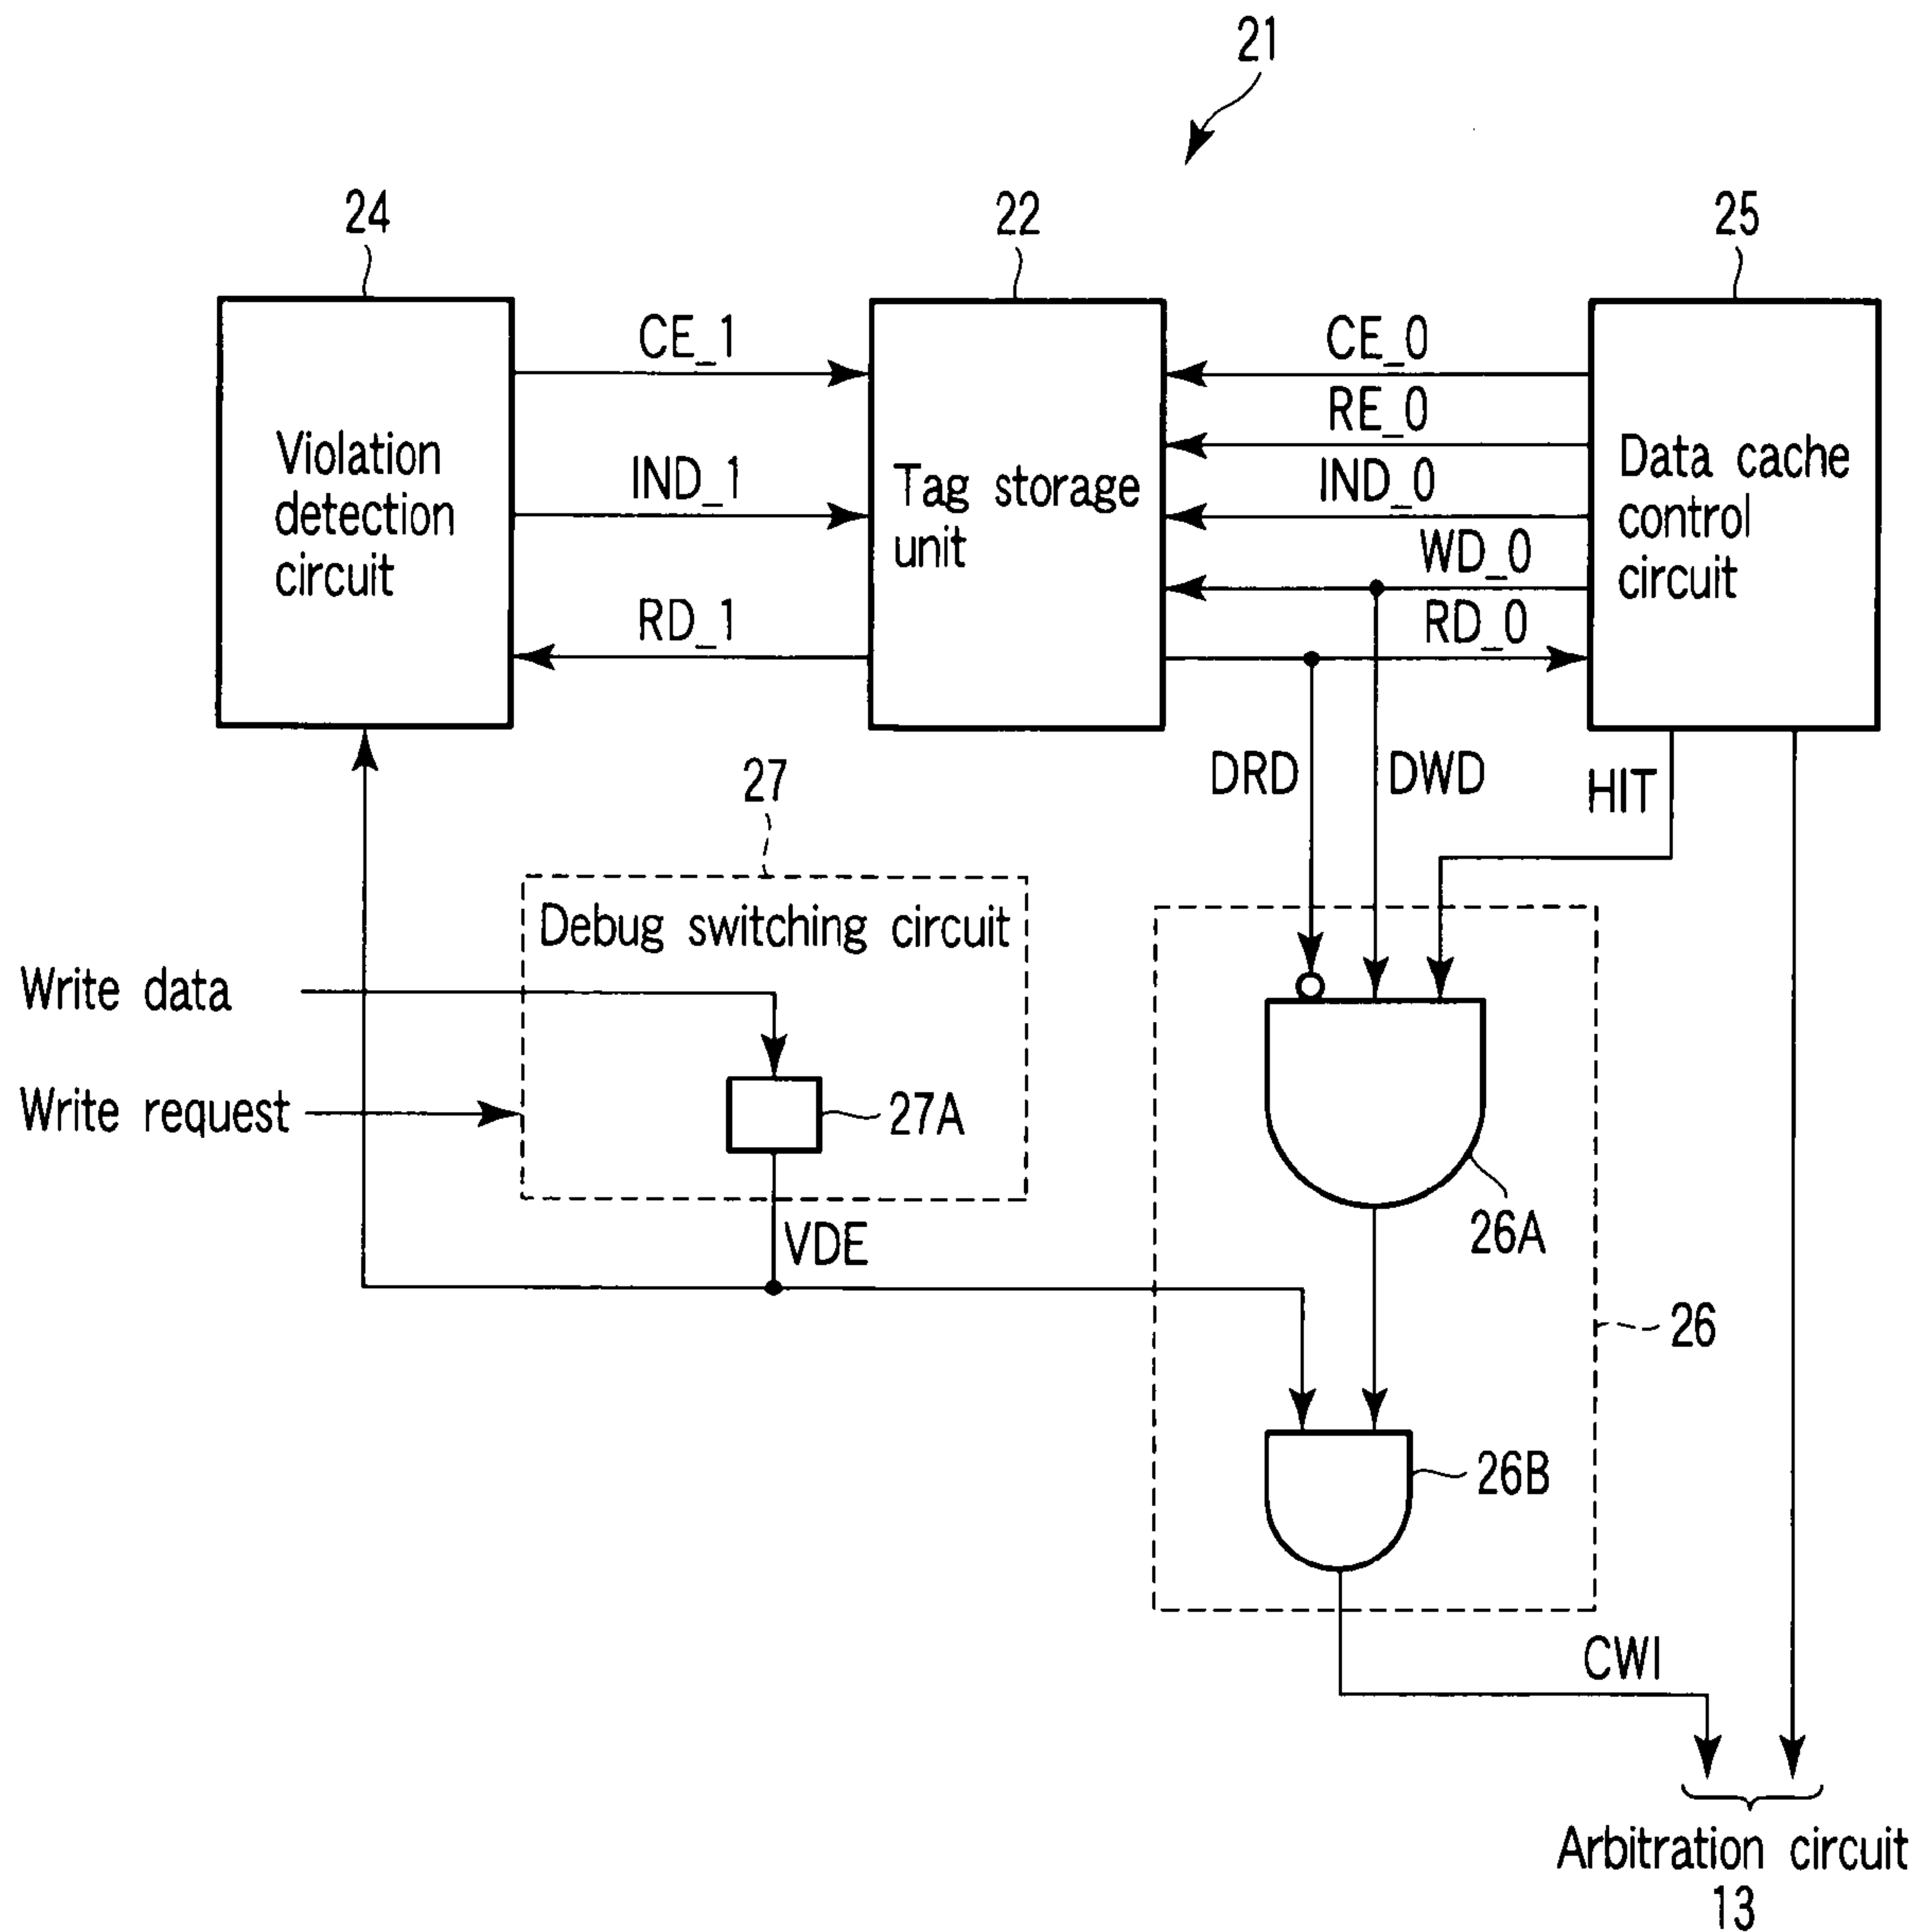 21
24
22
25
CE_1
CE_0
RE_0
Violation
detection
circuit
IND_1
Tag storage
unit
IND_0
Data cache
control
circuit
WD_0
RD_1
RD_0
DRD
DWD
HIT
27
Debug switching circuit
Write data
Write request
27A
26A
VDE
26
26B
CWI
Arbitration circuit
13